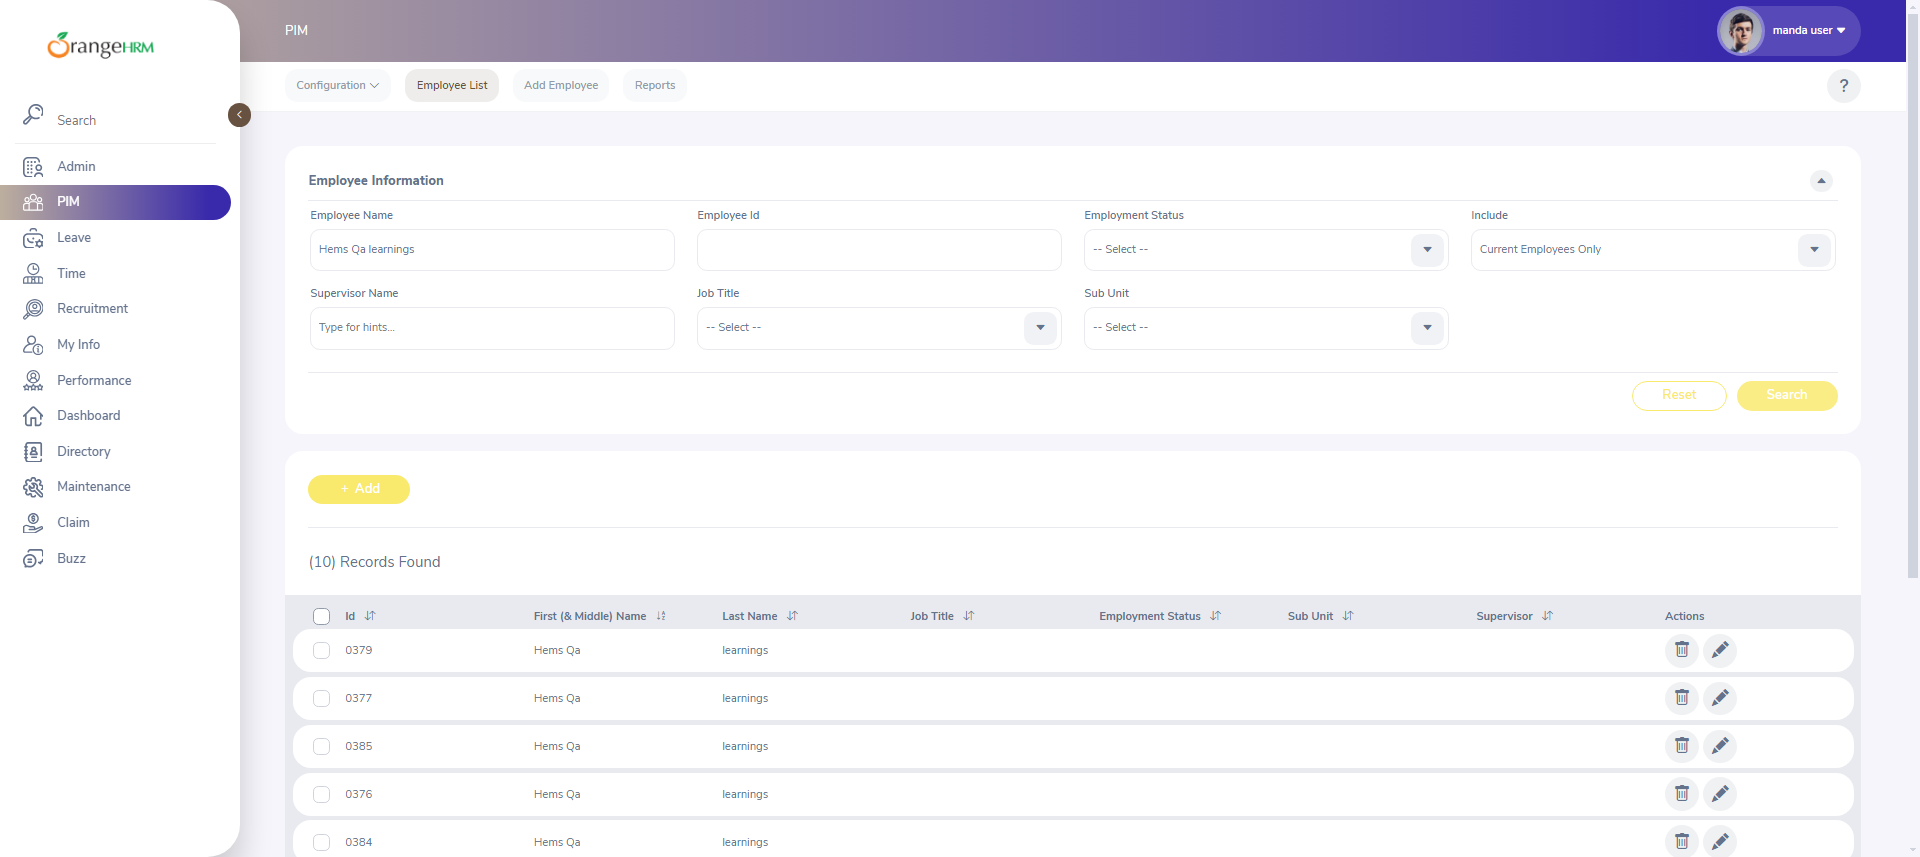 OrangeHRM
PIM
manda user
Configuration
Employee List
Add Employee
Reports
?
Search
Admin
PIM
Leave
Time
Recruitment
My Info
Performance
Dashboard
Directory
Maintenance
Claim
Buzz
Employee Information
Employee Name
Employee Id
Employment Status
Include
Hems Qa learnings
-- Select --
Current Employees Only
Supervisor Name
Job Title
Sub Unit
Type for hints...
-- Select --
-- Select --
Reset
Search
+ Add
(10) Records Found
Id First (& Middle) Name Last Name Job Title Employment Status Sub Unit Supervisor Actions
0379 Hems Qa learnings
0377 Hems Qa learnings
0385 Hems Qa learnings
0376 Hems Qa learnings
0384 Hems Qa learnings